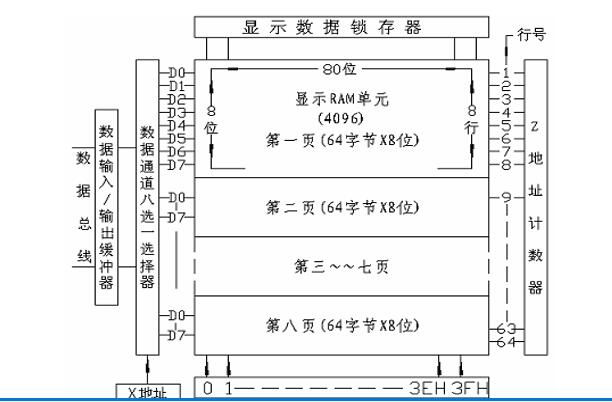 显示数据锁存器
行号
80位
8位
8行
显示RAM单元
(4096)
第一页(64字节X8位)
第二页(64字节X8位)
第三～～七页
第八页(64字节X8位)
D0
D1
D2
D3
D4
D5
D6
D7
D0
D7
D0
D7
1
2
3
4
5
6
7
8
9
63
64
数据总线
数据输入/输出缓冲器
数据通道八选一选择器
Z地址计数器
X地址
0 1 3EH 3FH